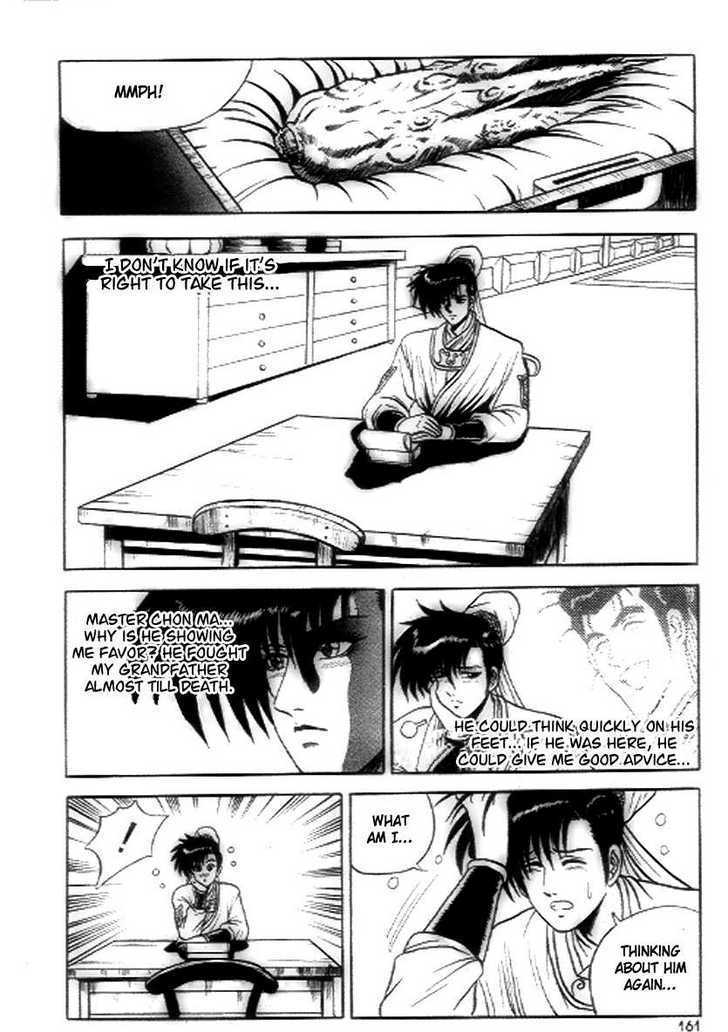 MMPH!
I DON'T KNOW IF IT'S
RIGHT TO TAKE THIS...
MASTER CHON MA...
WHY IS HE SHOWING
ME FAVOR? HE FOUGHT
MY GRANDFATHER
ALMOST TILL DEATH.
HE COULD THINK QUICKLY ON HIS
FEET... IF HE WAS HERE, HE
COULD GIVE ME GOOD ADVICE...
!
WHAT
AM I...
THINKING
ABOUT HIM
AGAIN...
161